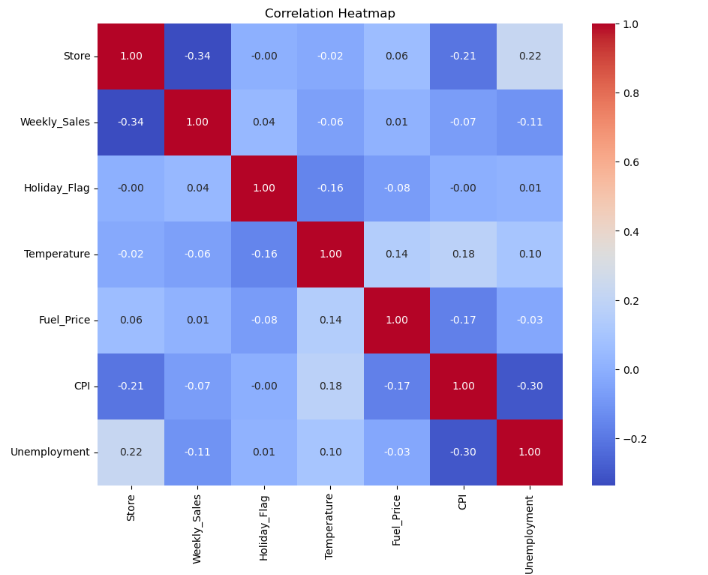 Correlation Heatmap
Store 1.00 -0.34 -0.00 -0.02 0.06 -0.21 0.22
Weekly_Sales -0.34 1.00 0.04 -0.06 0.01 -0.07 -0.11
Holiday_Flag -0.00 0.04 1.00 -0.16 -0.08 -0.00 0.01
Temperature -0.02 -0.06 -0.16 1.00 0.14 0.18 0.10
Fuel_Price 0.06 0.01 -0.08 0.14 1.00 -0.17 -0.03
CPI -0.21 -0.07 -0.00 0.18 -0.17 1.00 -0.30
Unemployment 0.22 -0.11 0.01 0.10 -0.03 -0.30 1.00
Store Weekly_Sales Holiday_Flag Temperature Fuel_Price CPI Unemployment
1.0
0.8
0.6
0.4
0.2
0.0
−0.2